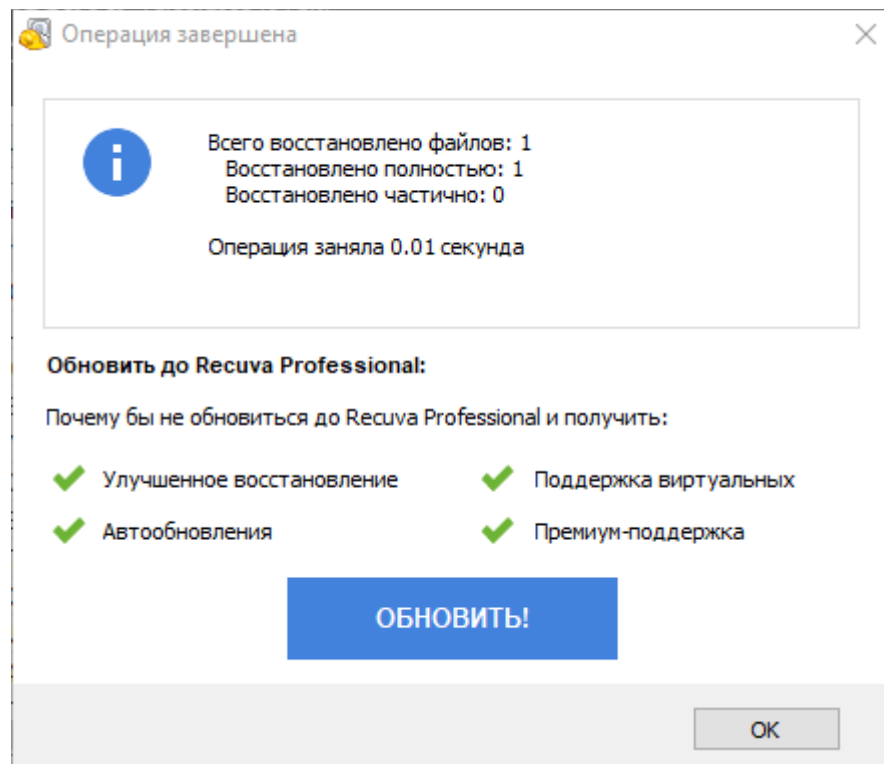 Операция завершена
Всего восстановлено файлов: 1
Восстановлено полностью: 1
Восстановлено частично: 0
Операция заняла 0.01 секунда
Обновить до Recuva Professional:
Почему бы не обновиться до Recuva Professional и получить:
Улучшенное восстановление
Поддержка виртуальных
Автообновления
Премиум-поддержка
ОБНОВИТЬ!
OK